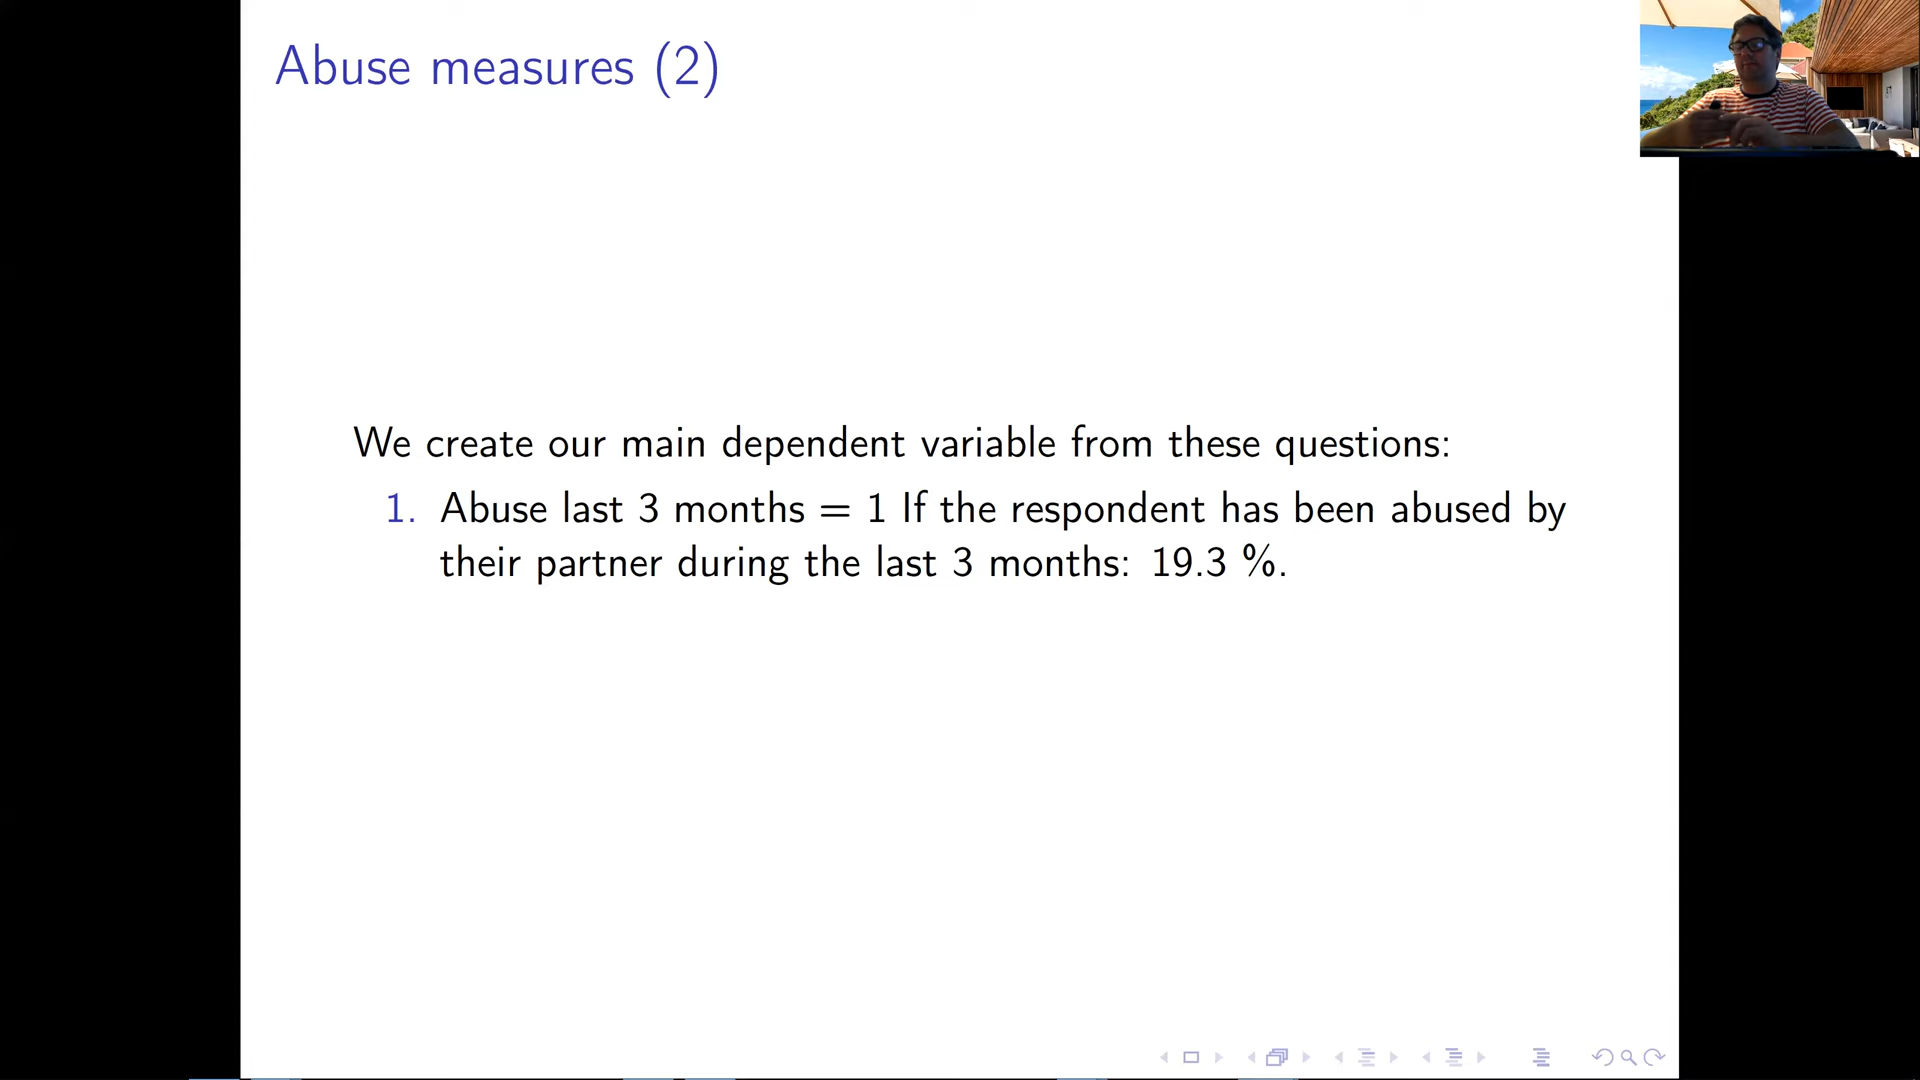 Abuse measures (2)
We create our main dependent variable from these questions:
1. Abuse last 3 months = 1 If the respondent has been abused by
their partner during the last 3 months: 19.3 %.